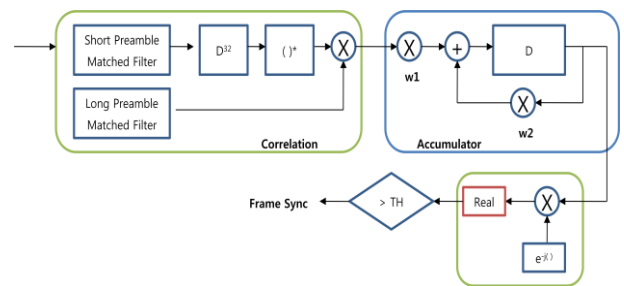 Short Preamble
Matched Filter
D32
( )*
X
Long Preamble
Matched Filter
Correlation
X
w1
+
D
X
w2
Accumulator
Frame Sync
> TH
Real
X
e-j( )